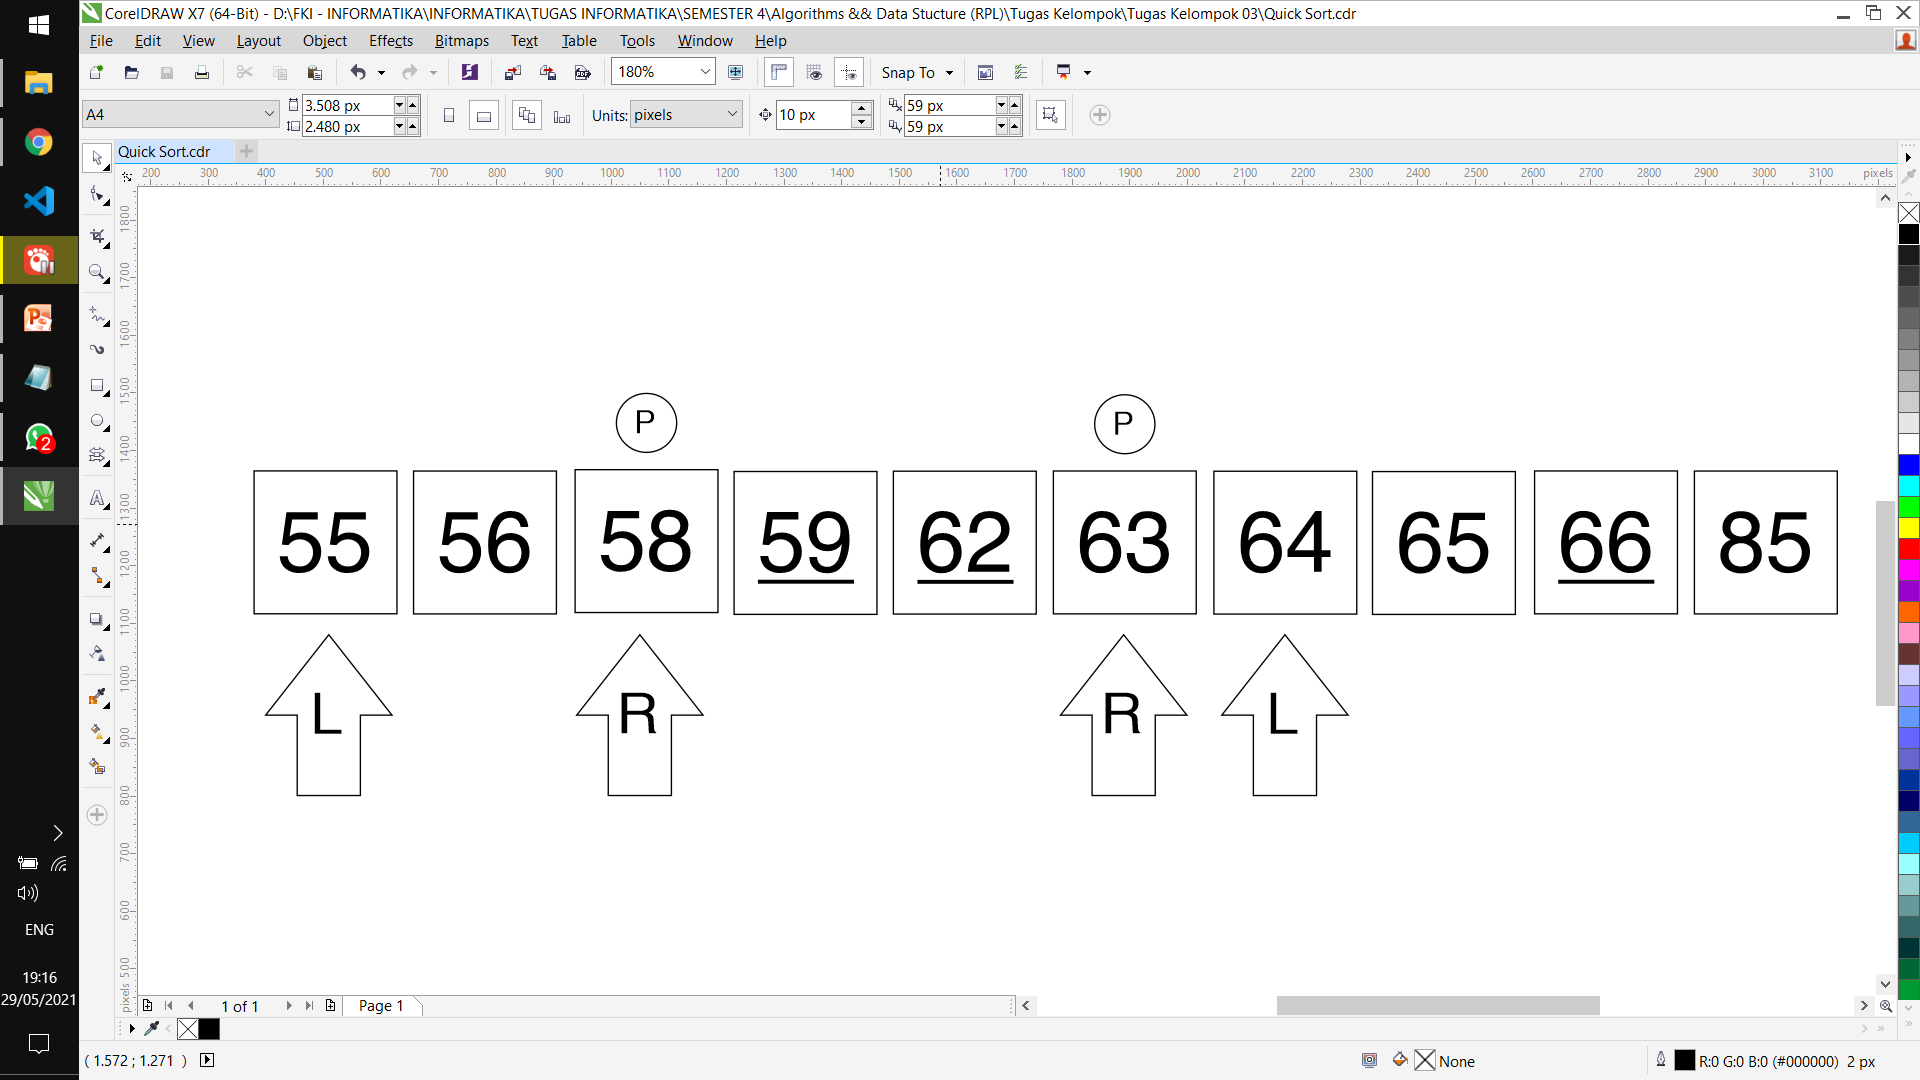 CorelDRAW X7 (64-Bit) - D:\FKI - INFORMATIKA\INFORMATIKA\TUGAS INFORMATIKA\SEMESTER 4\Algorithms && Data Stucture (RPL)\Tugas Kelompok\Tugas Kelompok 03\Quick Sort.cdr
File Edit View Layout Object Effects Bitmaps Text Table Tools Window Help
180% Snap To
A4 3.508 px 2.480 px Units: pixels 10 px 59 px 59 px
Quick Sort.cdr
200 300 400 500 600 700 800 900 1000 1100 1200 1300 1400 1500 1600 1700 1800 1900 2000 2100 2200 2300 2400 2500 2600 2700 2800 2900 3000 3100 pixels
1800
1700
1600
1500
1400
1300
1200
1100
1000
900
800
700
600
500
pixels
P P
55 56 58 59 62 63 64 65 66 85
L R R L
2
ENG
19:16
29/05/2021
1 of 1 Page 1
( 1.572 ; 1.271 ) None R:0 G:0 B:0 (#000000) 2 px